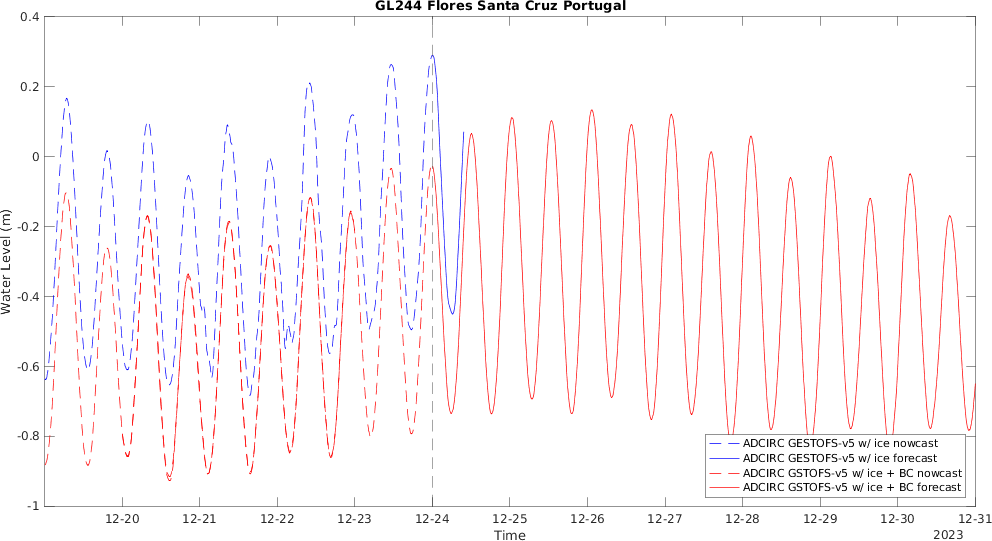 GL244 Flores Santa Cruz Portugal
0.4
0.2
0
-0.2
-0.4
-0.6
-0.8
-1
Water Level (m)
ADCIRC GESTOFS-v5 w/ ice nowcast
ADCIRC GESTOFS-v5 w/ ice forecast
ADCIRC GSTOFS-v5 w/ ice + BC nowcast
ADCIRC GSTOFS-v5 w/ ice + BC forecast
12-20 12-21 12-22 12-23 12-24 12-25 12-26 12-27 12-28 12-29 12-30 12-31
Time
2023